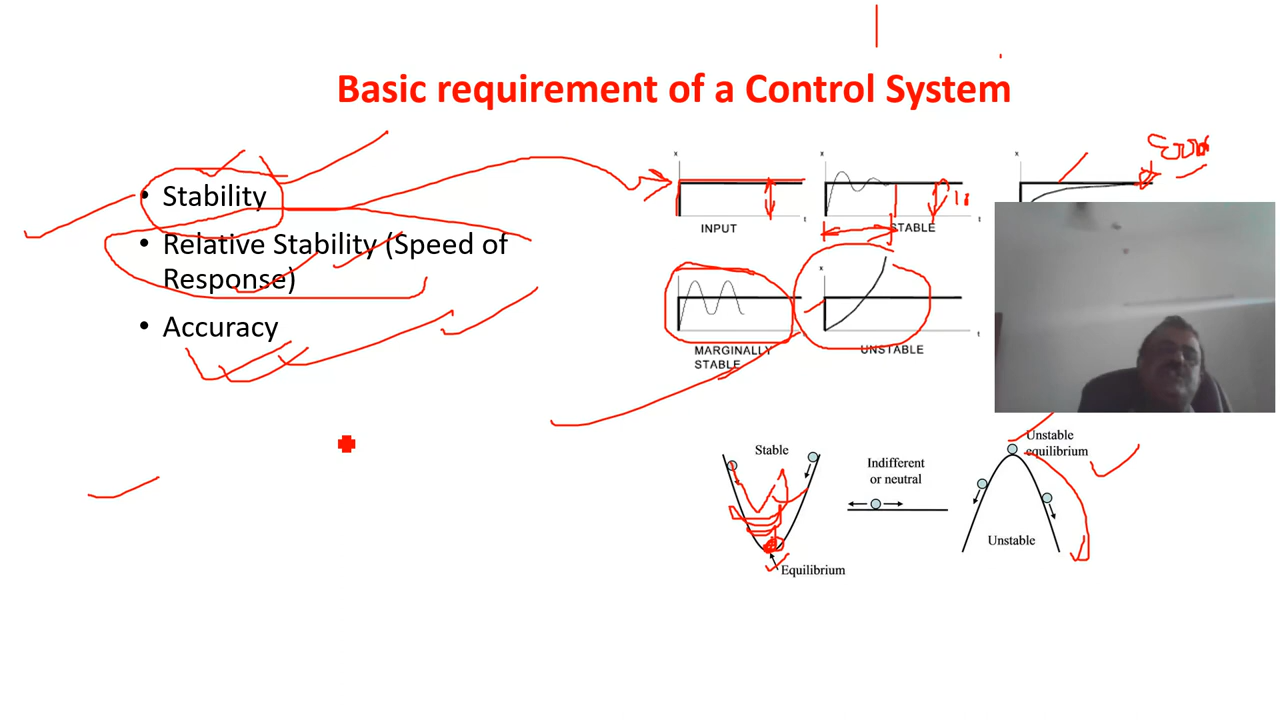 Basic requirement of a Control System
• Stability
• Relative Stability (Speed of
Response)
• Accuracy
x
t
INPUT
x
t
STABLE
x
Error
MARGINALLY
STABLE
x
t
UNSTABLE
Stable
Equilibrium
Indifferent
or neutral
Unstable
equilibrium
Unstable